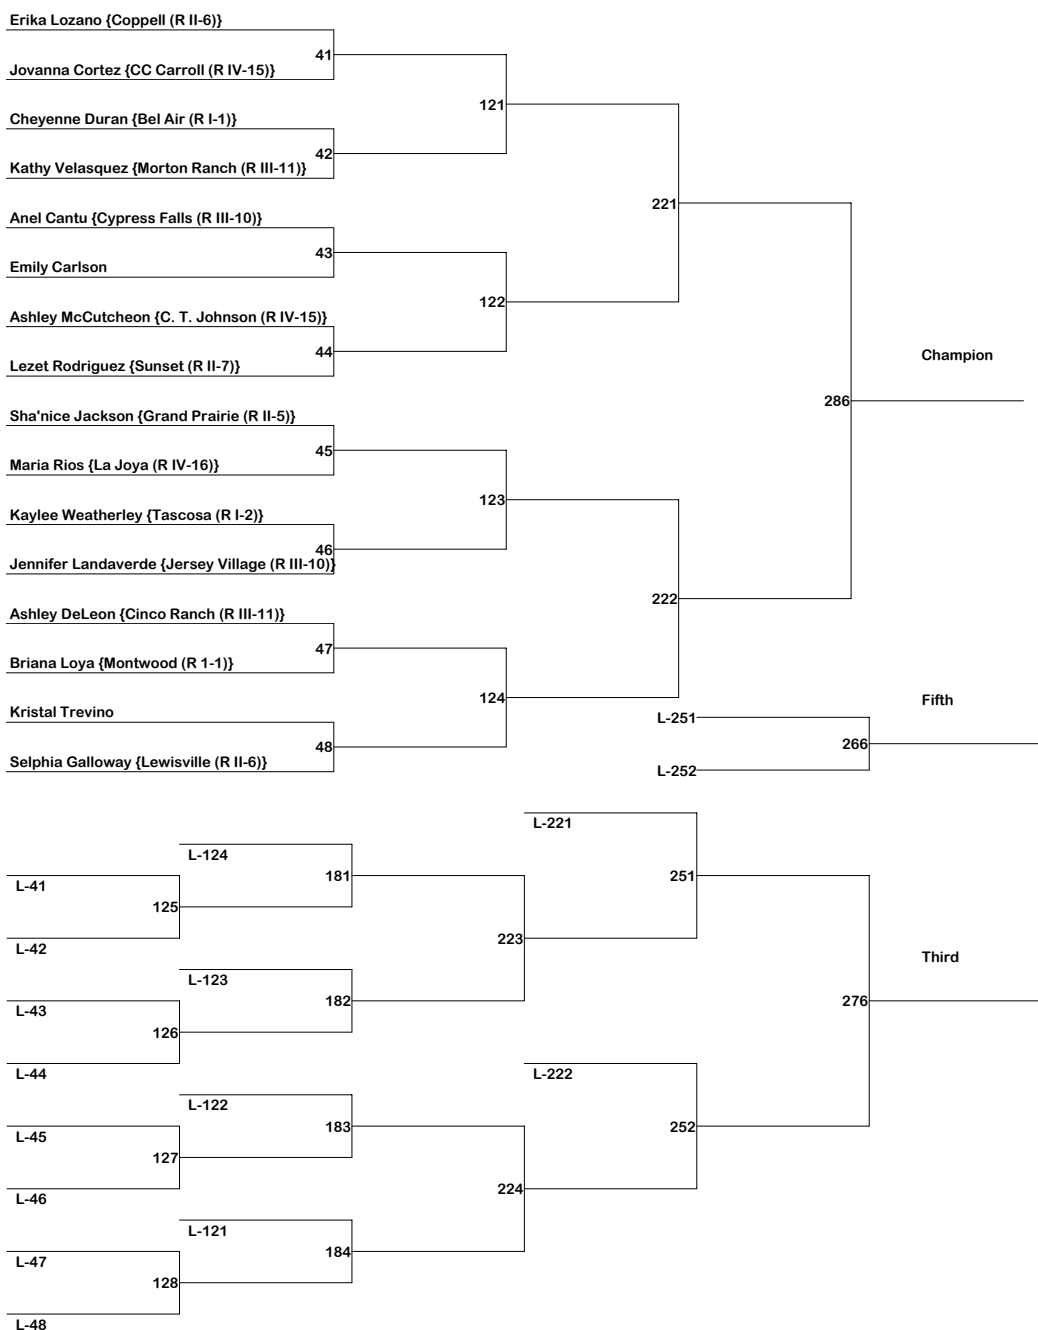 Erika Lozano {Coppell (R II-6)}
41
Jovanna Cortez {CC Carroll (R IV-15)}
121
Cheyenne Duran {Bel Air (R I-1)}
42
Kathy Velasquez {Morton Ranch (R III-11)}
221
Anel Cantu {Cypress Falls (R III-10)}
43
Emily Carlson
122
Ashley McCutcheon {C. T. Johnson (R IV-15)}
44
Lezet Rodriguez {Sunset (R II-7)}
Champion
286
Sha'nice Jackson {Grand Prairie (R II-5)}
45
Maria Rios {La Joya (R IV-16)}
123
Kaylee Weatherley {Tascosa (R I-2)}
46
Jennifer Landaverde {Jersey Village (R III-10)}
222
Ashley DeLeon {Cinco Ranch (R III-11)}
47
Briana Loya {Montwood (R 1-1)}
124
Fifth
Kristal Trevino
L-251
48
266
Selphia Galloway {Lewisville (R II-6)}
L-252
L-221
L-124
181
251
L-41
125
L-42
223
L-123
Third
L-43
182
276
126
L-44
L-222
L-122
183
252
L-45
127
L-46
224
L-121
L-47
184
128
L-48